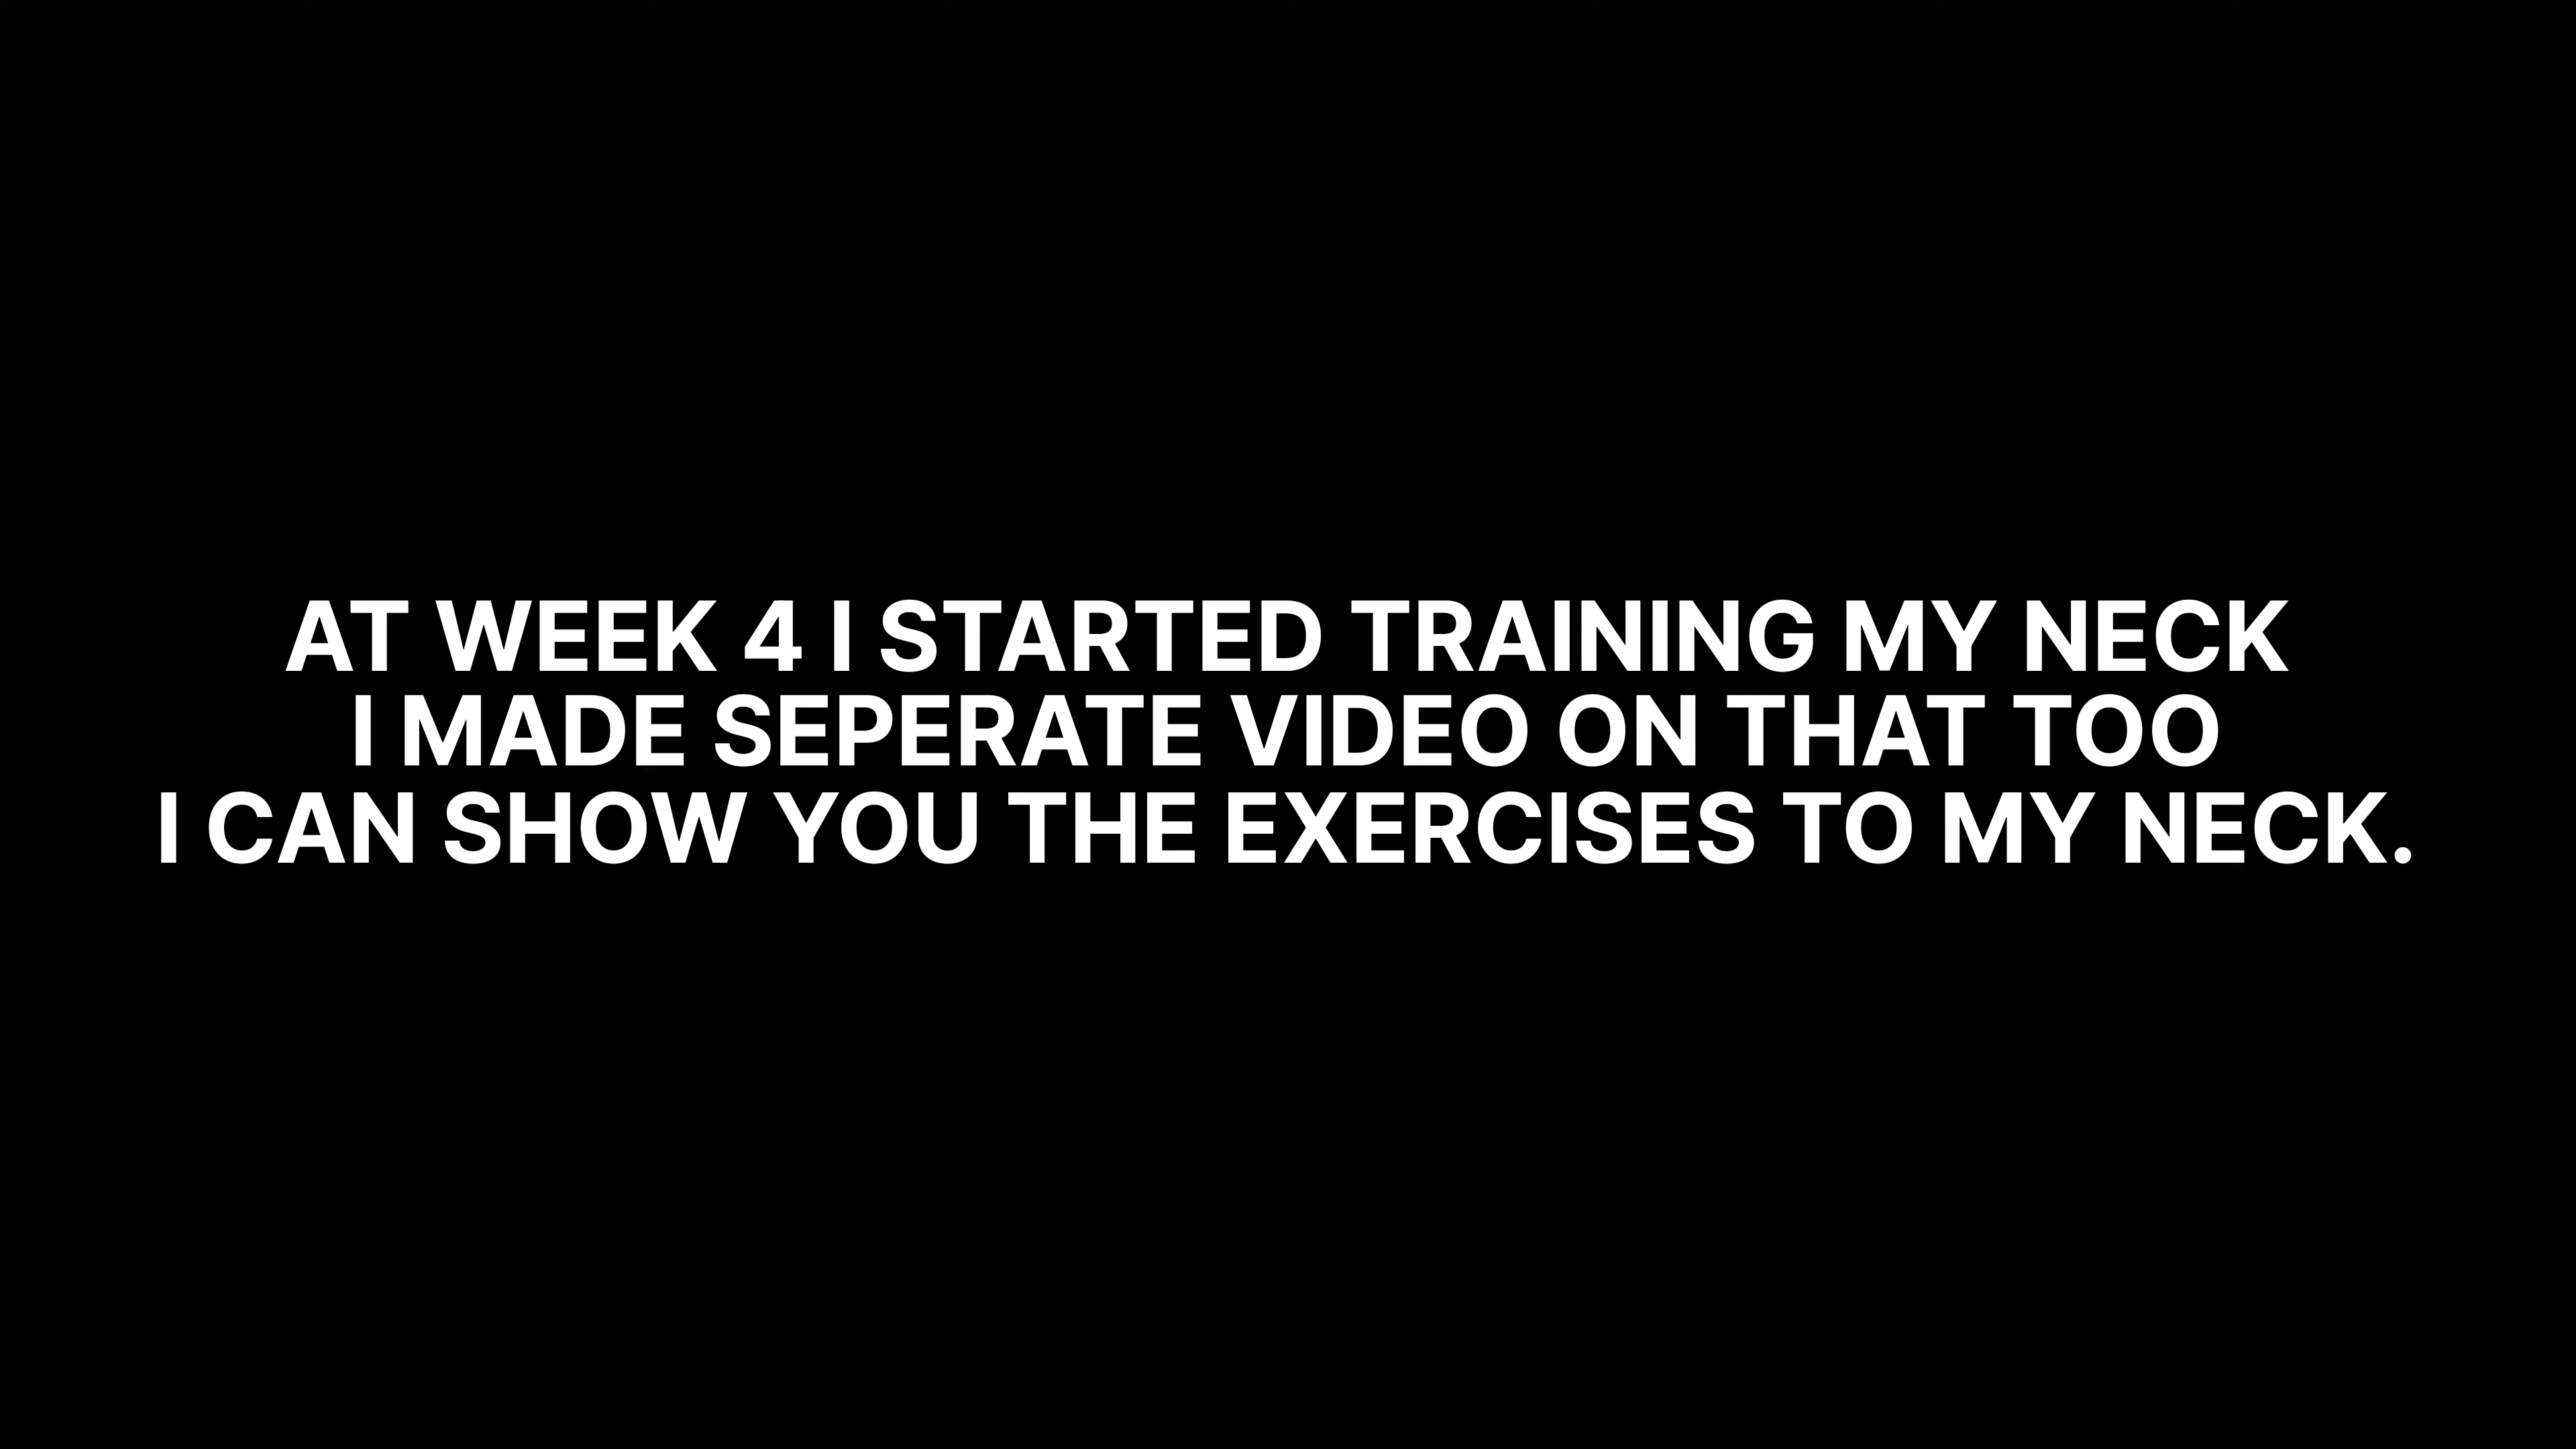 AT WEEK 4 I STARTED TRAINING MY NECK
I MADE SEPERATE VIDEO ON THAT TOO
I CAN SHOW YOU THE EXERCISES TO MY NECK.